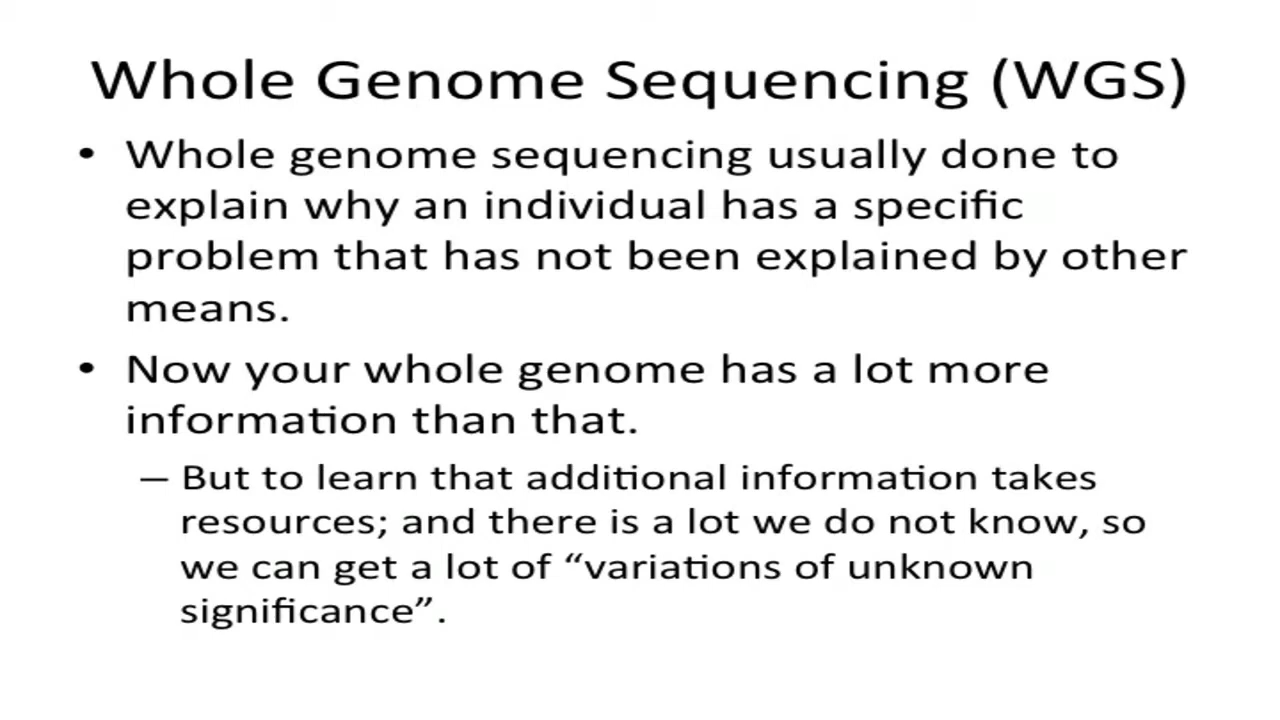 Whole Genome Sequencing (WGS)
• Whole genome sequencing usually done to
explain why an individual has a specific
problem that has not been explained by other
means.
• Now your whole genome has a lot more
information than that.
– But to learn that additional information takes
resources; and there is a lot we do not know, so
we can get a lot of “variations of unknown
significance”.